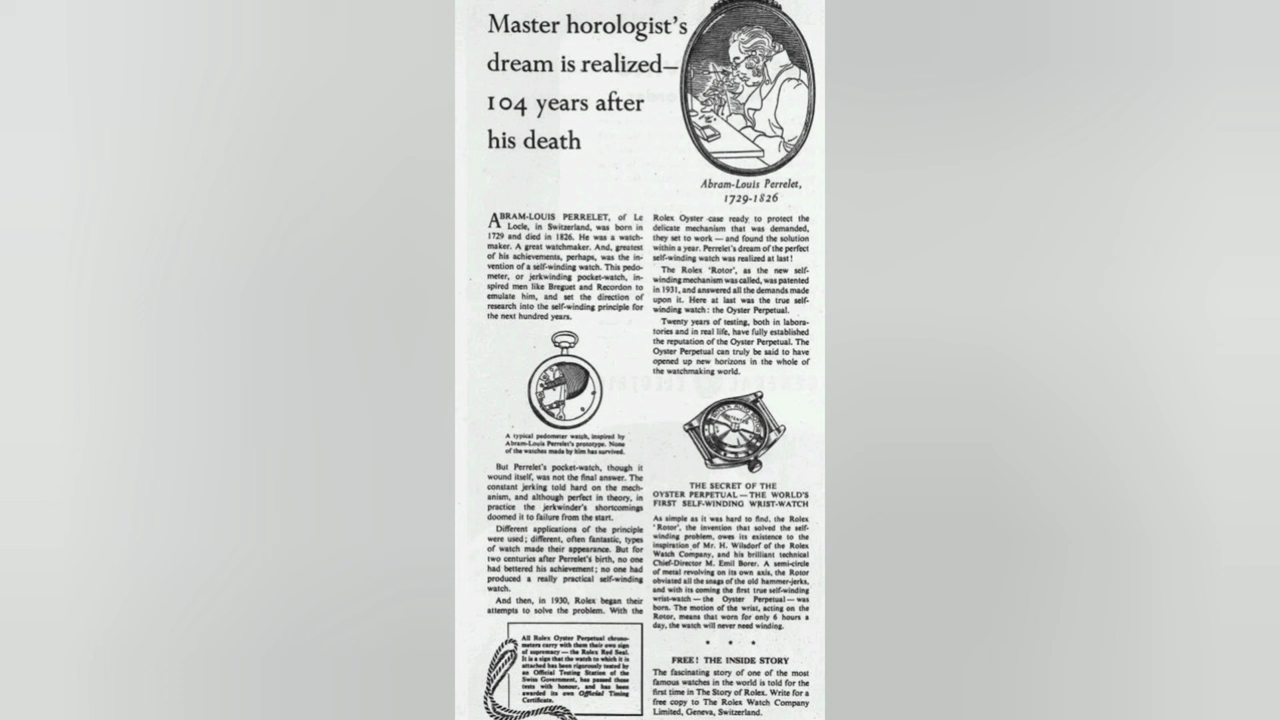 Master horologist's
dream is realized—
104 years after
his death
Abram-Louis Perrelet,
1729-1826
ABRAM-LOUIS PERRELET, of Le
Locle, in Switzerland, was born in
1729 and died in 1826. He was a watch-
maker. A great watchmaker. And, greatest
of his achievements, perhaps, was the in-
vention of a self-winding watch. This pedo-
meter, or jerkwinding pocket-watch, in-
spired men like Breguet and Recordon to
emulate him, and set the direction of
research into the self-winding principle for
the next hundred years.
A typical pedometer watch, inspired by
Abram-Louis Perrelet's prototype. None
of the watches made by him has survived.
But Perrelet's pocket-watch, though it
wound itself, was not the final answer. The
constant jerking told hard on the mech-
anism, and although perfect in theory, in
practice the jerkwinder's shortcomings
doomed it to failure from the start.
Different applications of the principle
were used; different, often fantastic, types
of watch made their appearance. But for
two centuries after Perrelet's birth, no one
had bettered his achievement; no one had
produced a really practical self-winding
watch.
And then, in 1930, Rolex began their
attempts to solve the problem. With the
All Rolex Oyster Perpetual chrono-
meters carry with them their own sign
of supremacy — the Rolex Red Seal.
It is a sign that the watch to which it is
attached has been rigorously tested by
an Official Testing Station of the
Swiss Government, has passed those
tests with honour, and has been
awarded its own Official Timing
Certificate.
Rolex Oyster case ready to protect the
delicate mechanism that was demanded,
they set to work — and found the solution
within a year. Perrelet's dream of the perfect
self-winding watch was realized at last!
The Rolex 'Rotor', as the new self-
winding mechanism was called, was patented
in 1931, and answered all the demands made
upon it. Here at last was the true self-
winding watch: the Oyster Perpetual.
Twenty years of testing, both in labora-
tories and in real life, have fully established
the reputation of the Oyster Perpetual. The
Oyster Perpetual can truly be said to have
opened up new horizons in the whole of
the watchmaking world.
THE SECRET OF THE
OYSTER PERPETUAL — THE WORLD'S
FIRST SELF-WINDING WRIST-WATCH
As simple as it was hard to find, the Rolex
'Rotor', the invention that solved the self-
winding problem, owes its existence to the
inspiration of Mr. H. Wilsdorf of the Rolex
Watch Company, and his brilliant technical
Chief-Director M. Emil Borer. A semi-circle
of metal revolving on its own axis, the Rotor
obviated all the snags of the old hammer-jerks,
and with its coming the first true self-winding
wrist-watch — the Oyster Perpetual — was
born. The motion of the wrist, acting on the
Rotor, means that worn for only 6 hours a
day, the watch will never need winding.
* * *
FREE! THE INSIDE STORY
The fascinating story of one of the most
famous watches in the world is told for the
first time in The Story of Rolex. Write for a
free copy to The Rolex Watch Company
Limited, Geneva, Switzerland.